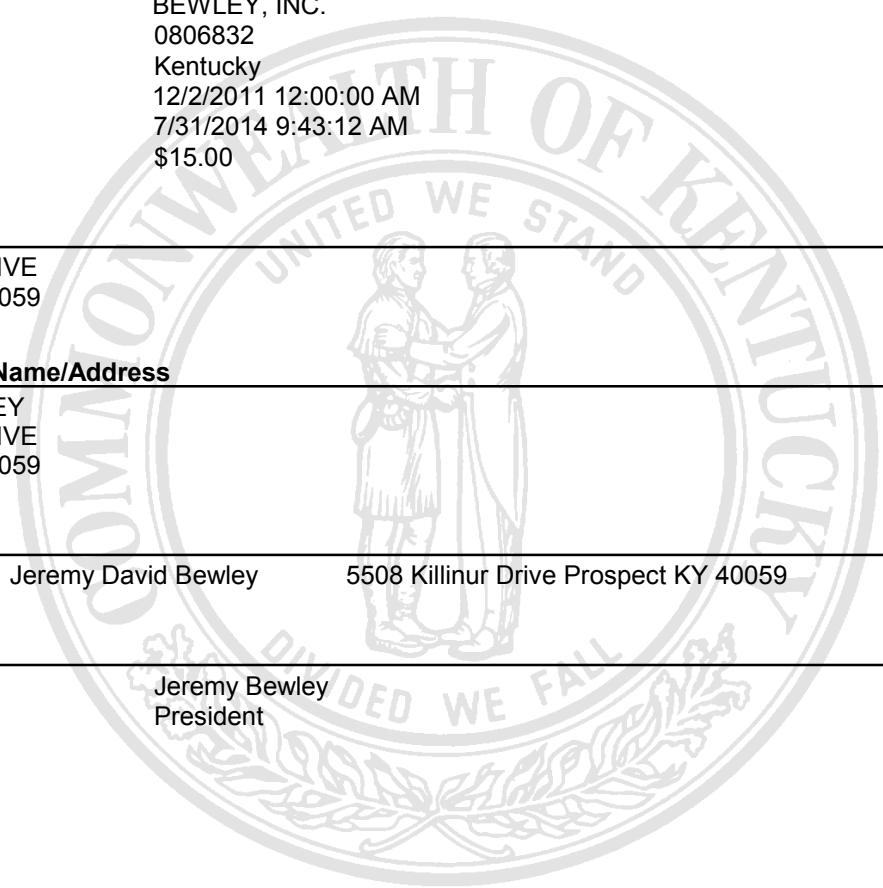 BEWLEY, INC.
0806832
Kentucky
12/2/2011 12:00:00 AM
7/31/2014 9:43:12 AM
$15.00
IVE
059
Name/Address
EY
IVE
059
Jeremy David Bewley 5508 Killinur Drive Prospect KY 40059
Jeremy Bewley
President
COMMONWEALTH OF KENTUCKY
UNITED WE STAND
DIVIDED WE FALL